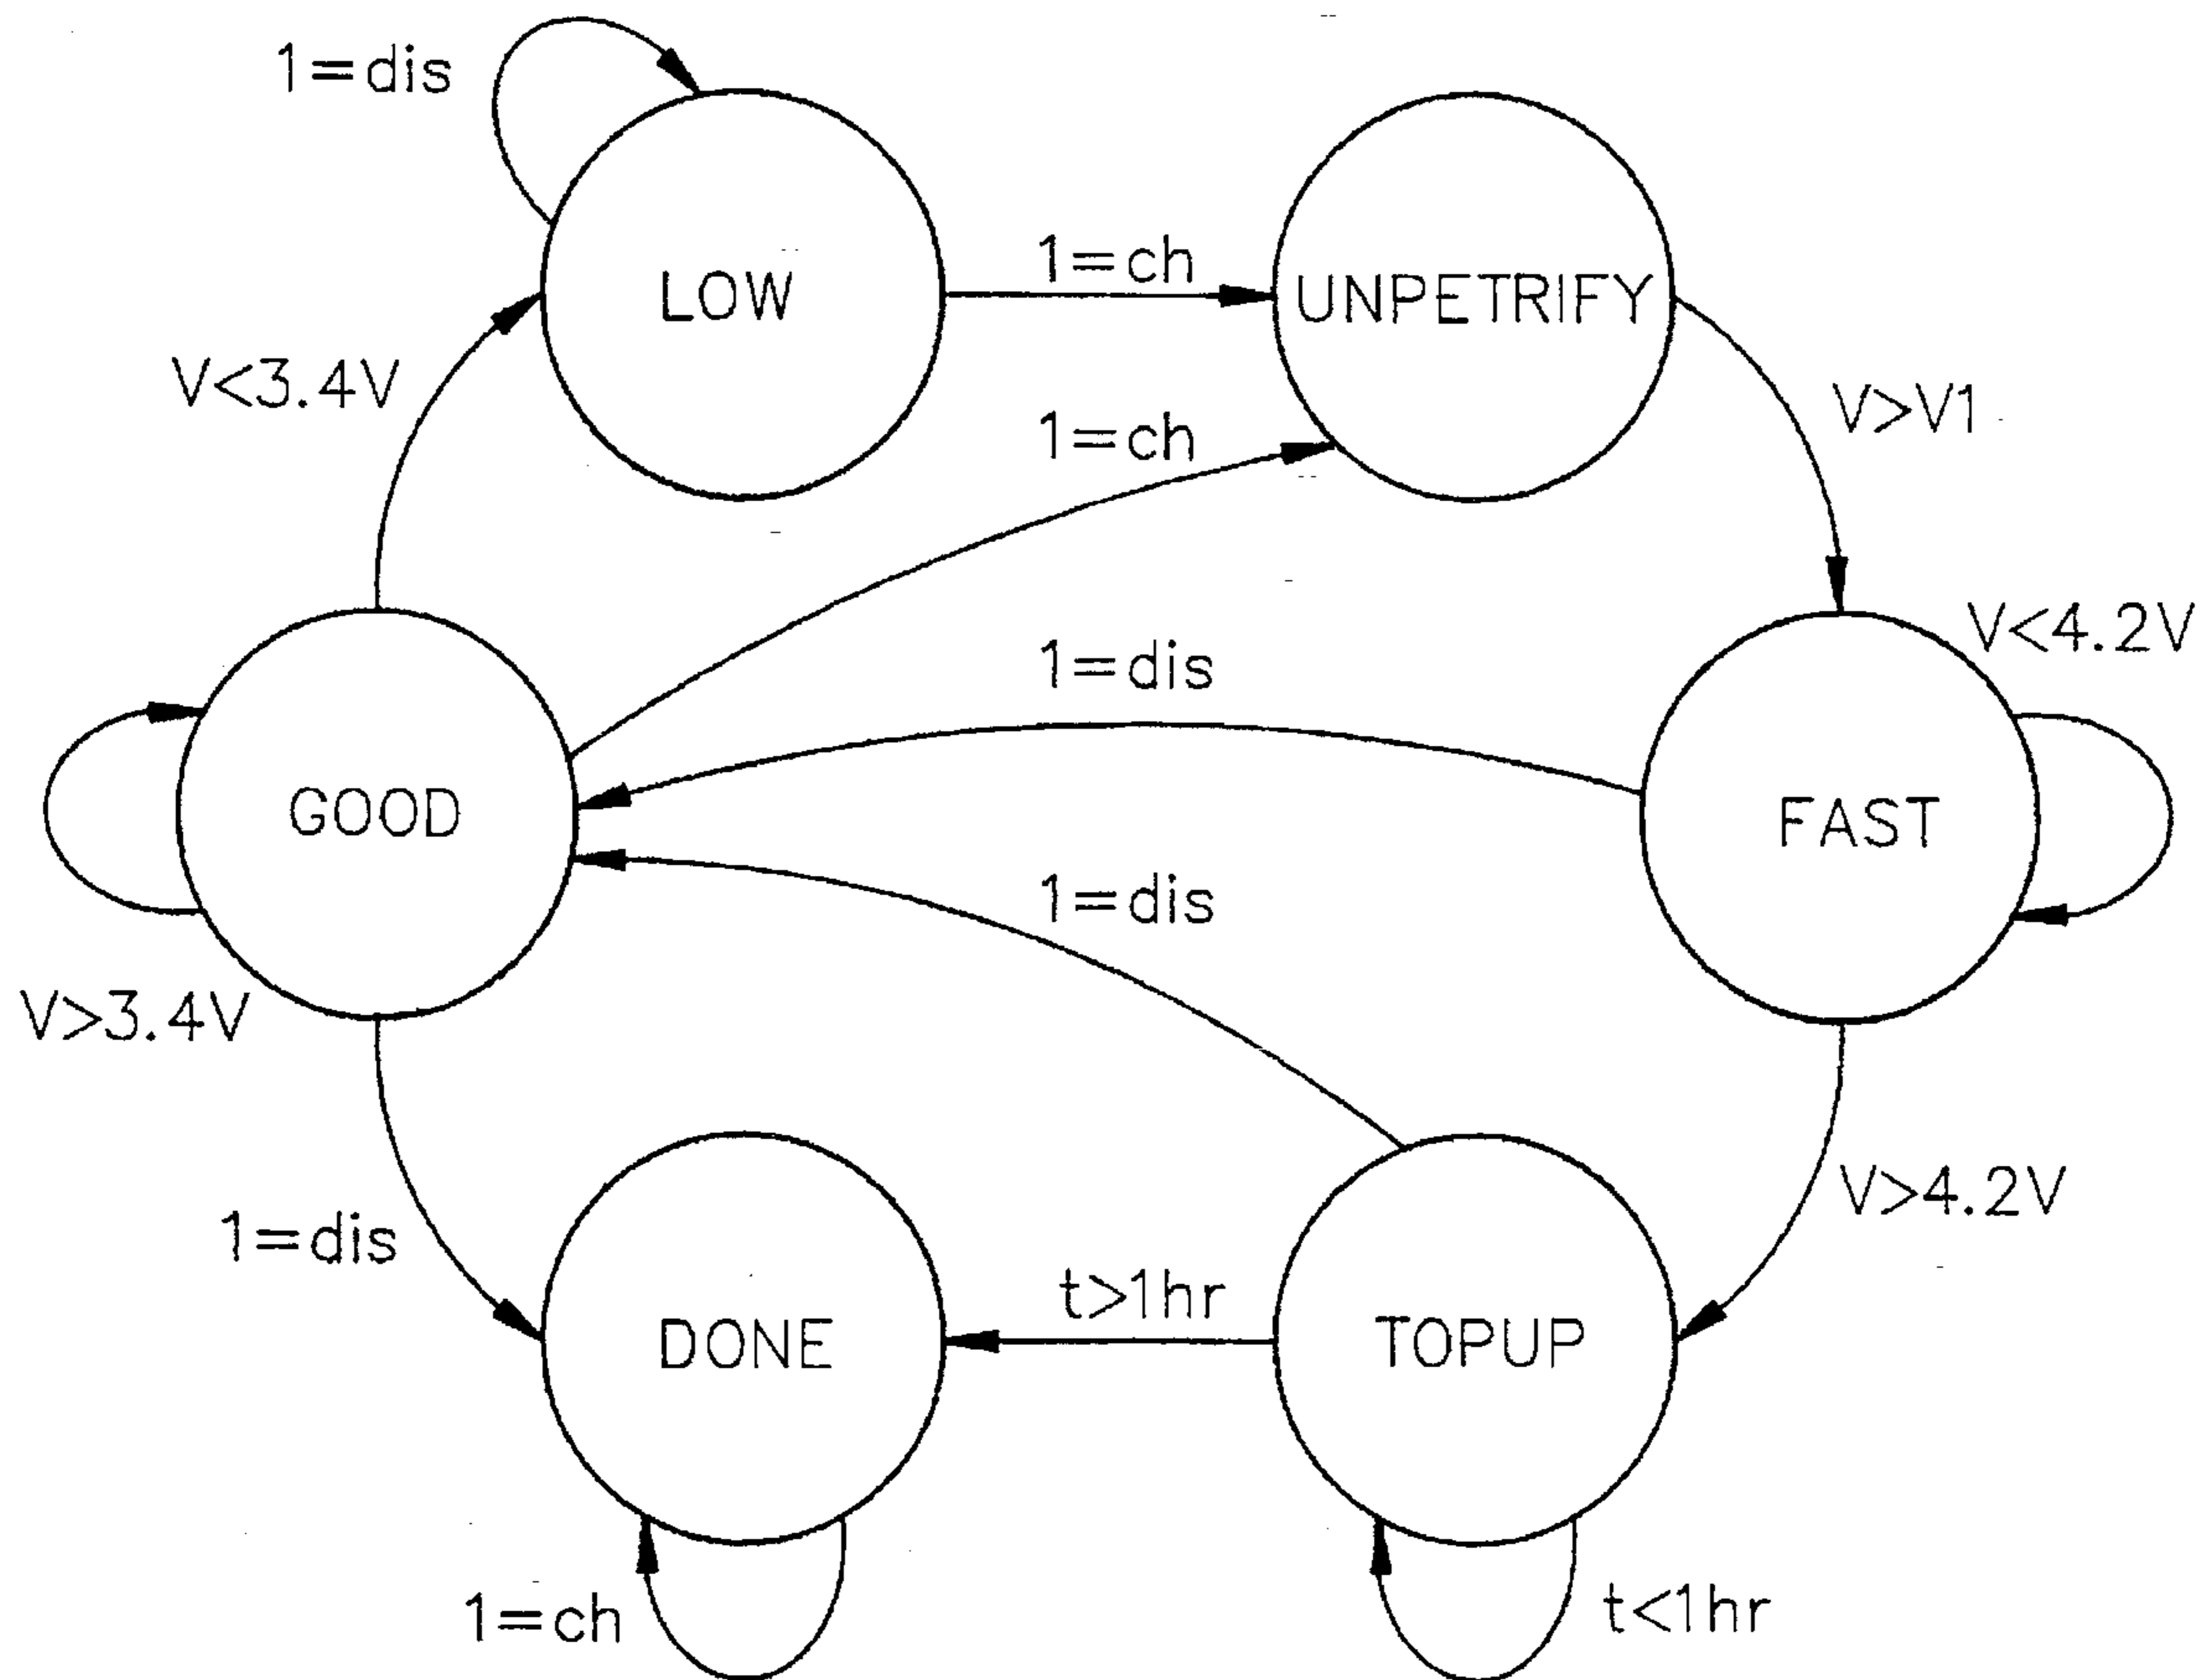 1=dis
LOW
1=ch
UNPETRIFY
V<3.4V
1=ch
V>V1
V<4.2V
1=dis
GOOD
FAST
1=dis
V>3.4V
V>4.2V
1=dis
t>1hr
DONE
TOPUP
1=ch
t<1hr